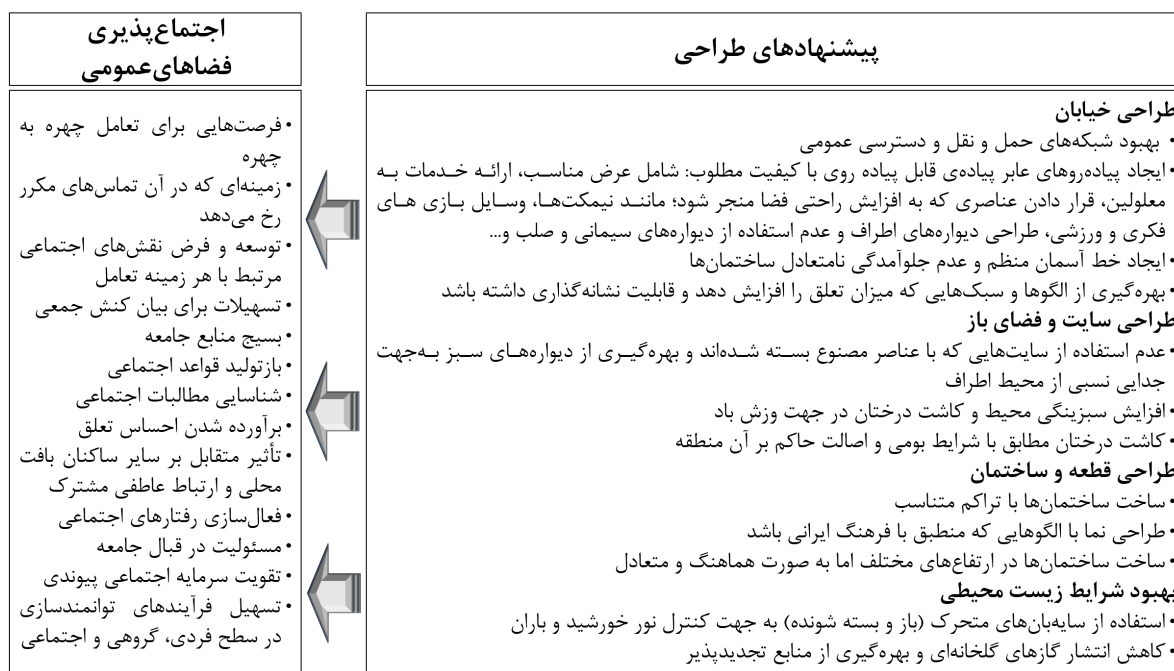 پیشنهادهای طراحی
طراحی خیابان
• بهبود شبکه‌های حمل و نقل و دسترسی عمومی
• ایجاد پیاده‌روهای عابر پیاده‌ی قابل پیاده روی با کیفیت مطلوب: شامل عرض مناسب، ارائه خدمات به
معلولین، قرار دادن عناصری که به افزایش راحتی فضا منجر شود؛ مانند نیمکت‌ها، وسایل بازی های
فکری و ورزشی، طراحی دیواره‌های اطراف و عدم استفاده از دیواره‌های سیمانی و صلب و...
• ایجاد خط آسمان منظم و عدم جلوآمدگی نامتعادل ساختمان‌ها
• بهره‌گیری از الگوها و سبک‌هایی که میزان تعلق را افزایش دهد و قابلیت نشانه‌گذاری داشته باشد
طراحی سایت و فضای باز
• عدم استفاده از سایت‌هایی که با عناصر مصنوع بسته شده‌اند و بهره‌گیری از دیواره‌های سبز به‌جهت
جدایی نسبی از محیط اطراف
• افزایش سبزینگی محیط و کاشت درختان در جهت وزش باد
• کاشت درختان مطابق با شرایط بومی و اصالت حاکم بر آن منطقه
طراحی قطعه و ساختمان
• ساخت ساختمان‌ها با تراکم متناسب
• طراحی نما با الگوهایی که منطبق با فرهنگ ایرانی باشد
• ساخت ساختمان‌ها در ارتفاع‌های مختلف اما به صورت هماهنگ و متعادل
بهبود شرایط زیست محیطی
• استفاده از سایه‌بان‌های متحرک (باز و بسته شونده) به جهت کنترل نور خورشید و باران
• کاهش انتشار گازهای گلخانه‌ای و بهره‌گیری از منابع تجدیدپذیر
اجتماع‌پذیری
فضاهای‌عمومی
• فرصت‌هایی برای تعامل چهره به
چهره
• زمینه‌ای که در آن تماس‌های مکرر
رخ می‌دهد
• توسعه و فرض نقش‌های اجتماعی
مرتبط با هر زمینه تعامل
• تسهیلات برای بیان کنش جمعی
• بسیج منابع جامعه
• بازتولید قواعد اجتماعی
• شناسایی مطالبات اجتماعی
• برآورده شدن احساس تعلق
• تأثیر متقابل بر سایر ساکنان بافت
محلی و ارتباط عاطفی مشترک
• فعال‌سازی رفتارهای اجتماعی
• مسئولیت در قبال جامعه
• تقویت سرمایه اجتماعی پیوندی
• تسهیل فرآیندهای توانمندسازی
در سطح فردی، گروهی و اجتماعی